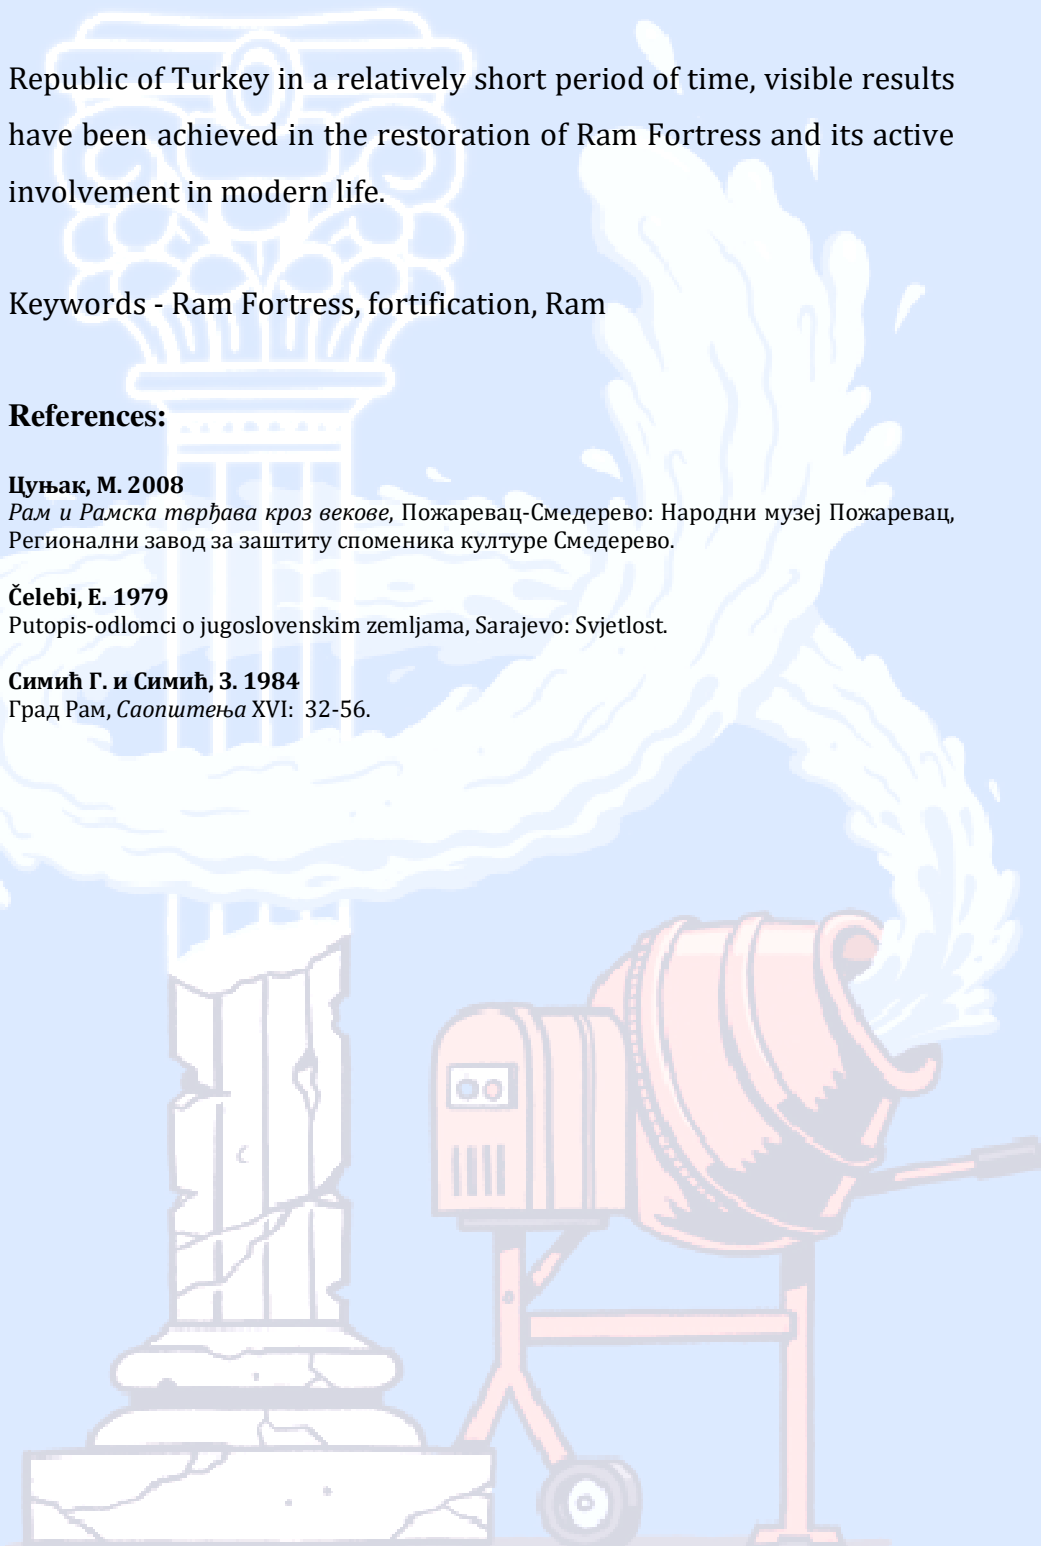 Republic of Turkey in a relatively short period of time, visible results
have been achieved in the restoration of Ram Fortress and its active
involvement in modern life.
Keywords - Ram Fortress, fortification, Ram
References:
Цуњак, М. 2008
Рам и Рамска тврђава кроз векове, Пожаревац-Смедерево: Народни музеј Пожаревац,
Регионални завод за заштиту споменика културе Смедерево.
Čelebi, E. 1979
Putopis-odlomci o jugoslovenskim zemljama, Sarajevo: Svjetlost.
Симић Г. и Симић, З. 1984
Град Рам, Саопштења XVI: 32-56.